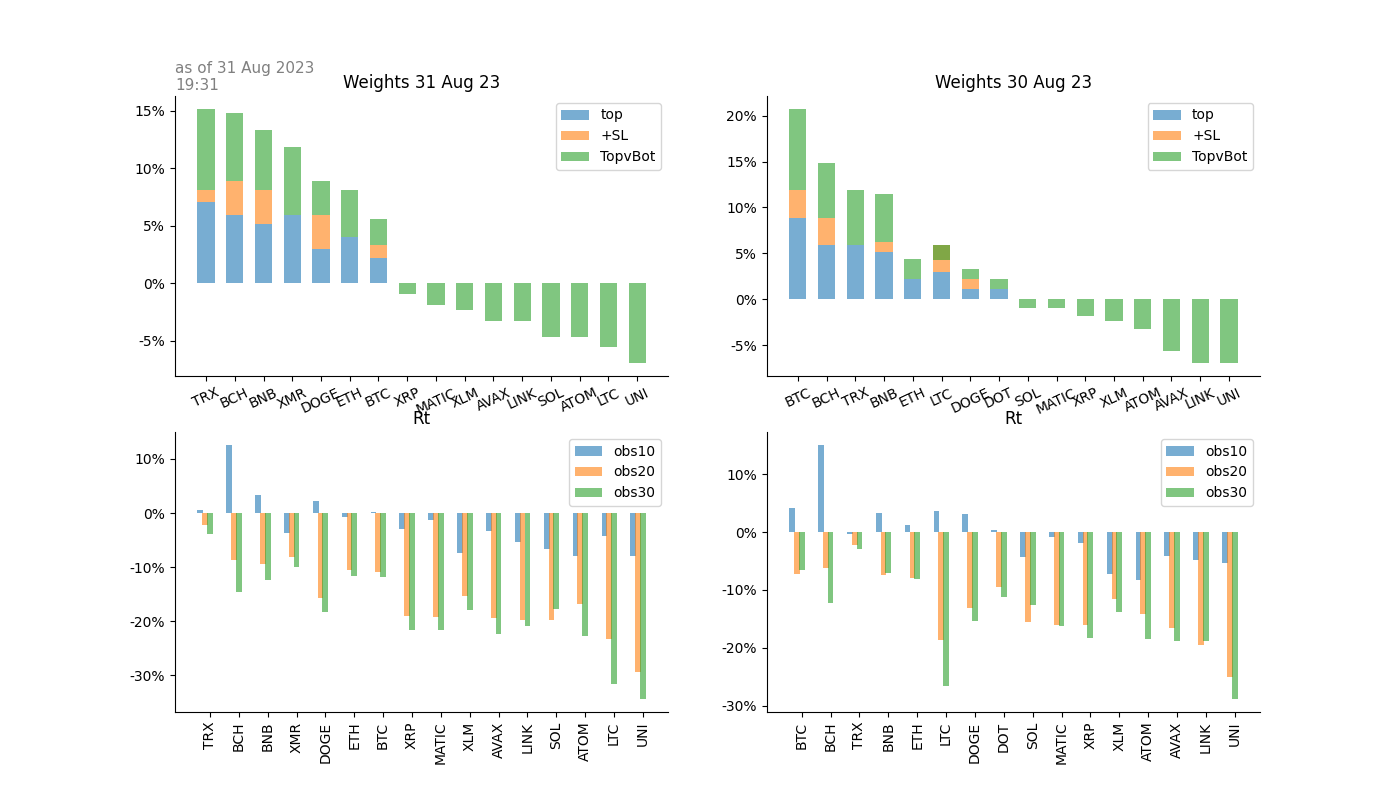 as of 31 Aug 2023
19:31
Weights 31 Aug 23
15%
10%
5%
0%
-5%
top
+SL
TopvBot
TRX BCH BNB XMR DOGE ETH BTC XRP MATIC XLM AVAX LINK SOL ATOM LTC UNI
Weights 30 Aug 23
20%
15%
10%
5%
0%
-5%
top
+SL
TopvBot
BTC BCH TRX BNB ETH LTC DOGE DOT SOL MATIC XRP XLM ATOM AVAX LINK UNI
Rt
10%
0%
-10%
-20%
-30%
obs10
obs20
obs30
TRX BCH BNB XMR DOGE ETH BTC XRP MATIC XLM AVAX LINK SOL ATOM LTC UNI
Rt
10%
0%
-10%
-20%
-30%
obs10
obs20
obs30
BTC BCH TRX BNB ETH LTC DOGE DOT SOL MATIC XRP XLM ATOM AVAX LINK UNI